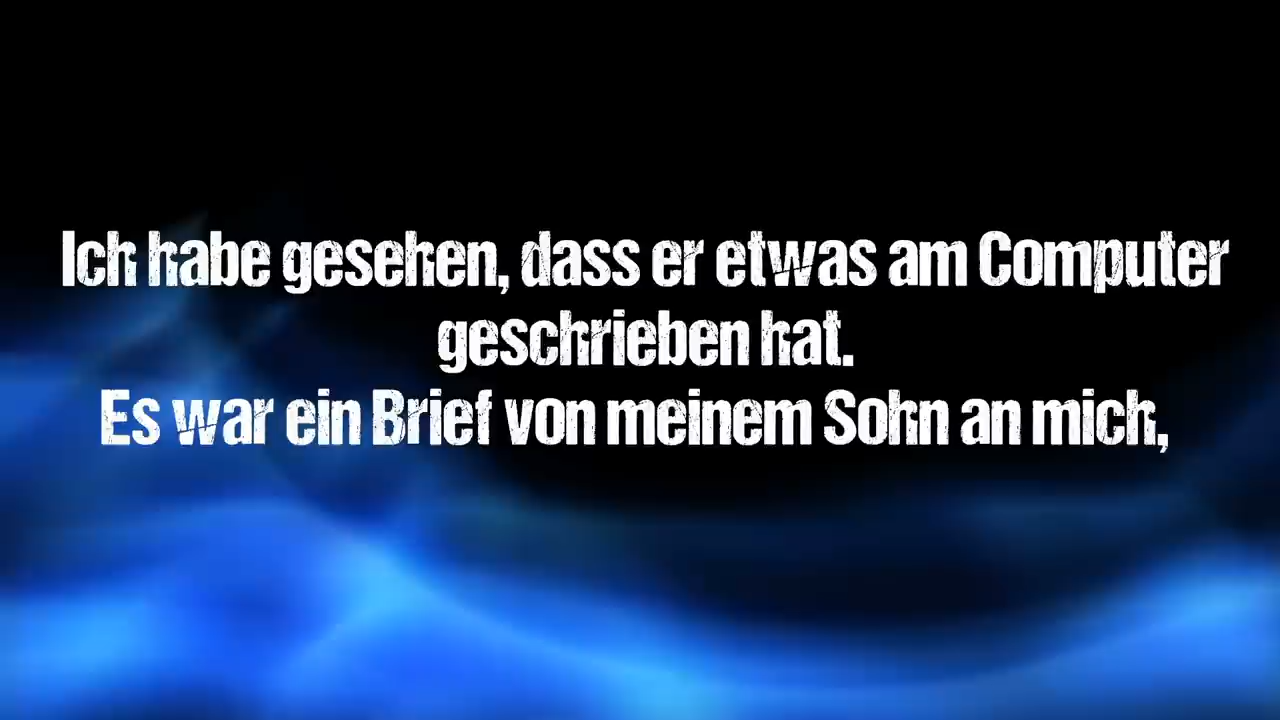 Ich habe gesehen, dass er etwas am Computer
geschrieben hat.
Es war ein Brief von meinem Sohn an mich,